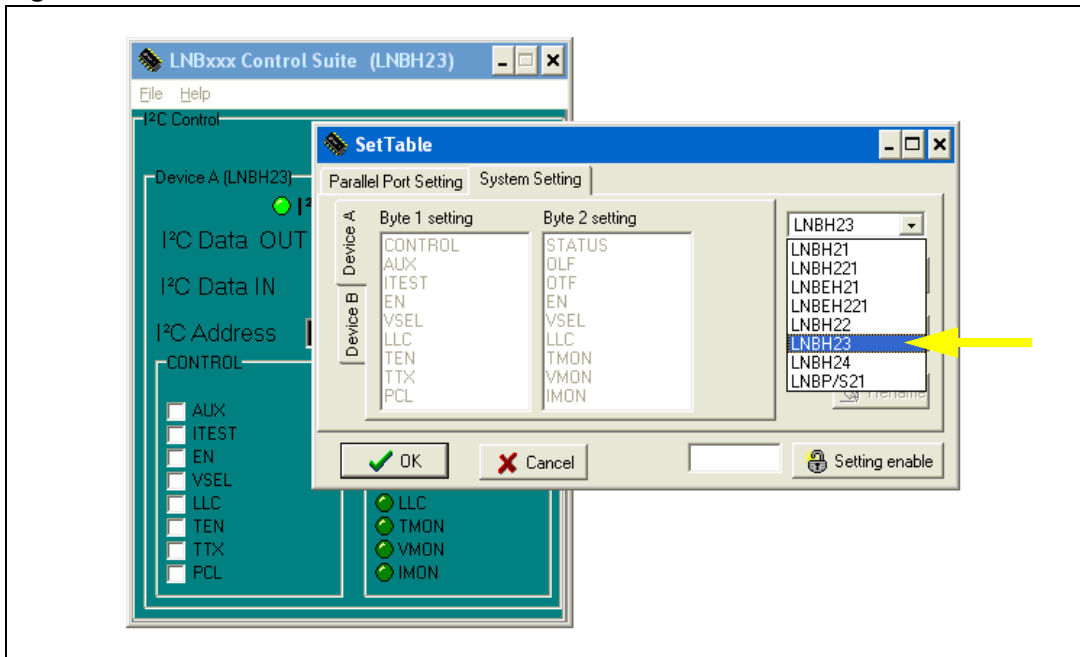 LNBxxx Control Suite (LNBH23)
File Help
I²C Control
Device A (LNBH23)
I²C Data OUT
I²C Data IN
I²C Address
CONTROL
AUX
ITEST
EN
VSEL
LLC
TEN
TTX
PCL
LLC
TMON
VMON
IMON
SetTable
Parallel Port Setting System Setting
Device A
Device B
Byte 1 setting
CONTROL
AUX
ITEST
EN
VSEL
LLC
TEN
TTX
PCL
Byte 2 setting
STATUS
OLF
OTF
EN
VSEL
LLC
TMON
VMON
IMON
LNBH23
LNBH21
LNBH221
LNBEH21
LNBEH221
LNBH22
LNBH23
LNBH24
LNBP/S21
OK
Cancel
Setting enable